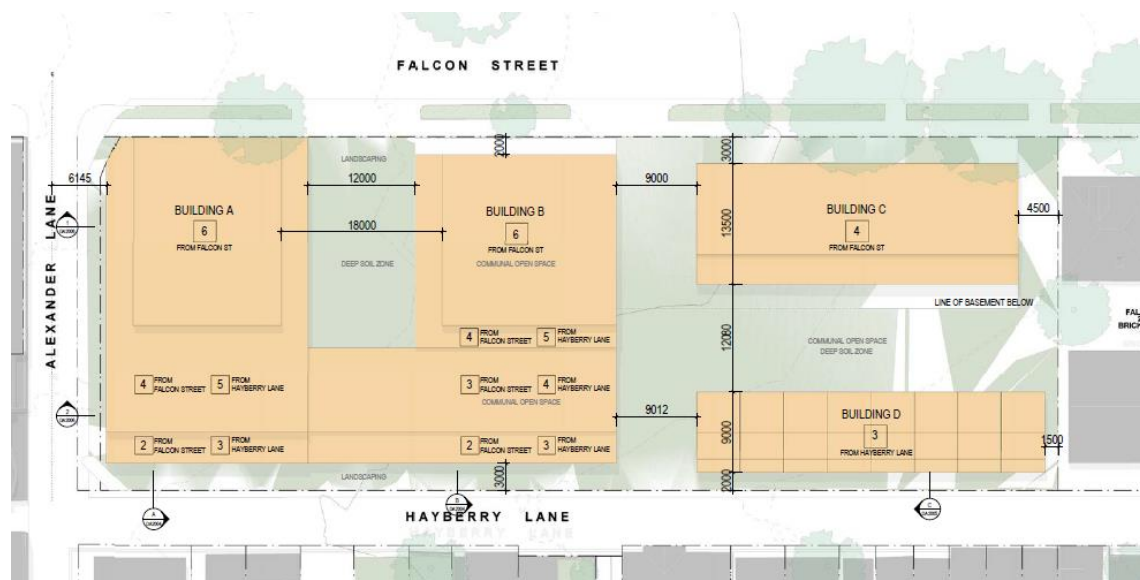 FALCON STREET
ALEXANDER LANE
6145
12000
2000
9000
3000
4500
LANDSCAPING
BUILDING A
6
FROM FALCON ST
18000
DEEP SOIL ZONE
BUILDING B
6
FROM FALCON ST
COMMUNAL OPEN SPACE
13500
BUILDING C
4
FROM FALCON ST
LINE OF BASEMENT BELOW
1
2
4 FROM FALCON STREET 5 FROM HAYBERRY LANE
4 FROM FALCON STREET 5 FROM HAYBERRY LANE
3 FROM FALCON STREET 4 FROM HAYBERRY LANE
COMMUNAL OPEN SPACE
2 FROM FALCON STREET 3 FROM HAYBERRY LANE
2 FROM FALCON STREET 3 FROM HAYBERRY LANE
12080
COMMUNAL OPEN SPACE
DEEP SOIL ZONE
FAL
BRICK
9012
9000
BUILDING D
3
FROM HAYBERRY LANE
1500
LANDSCAPING
3000
2000
A
B
C
HAYBERRY LANE